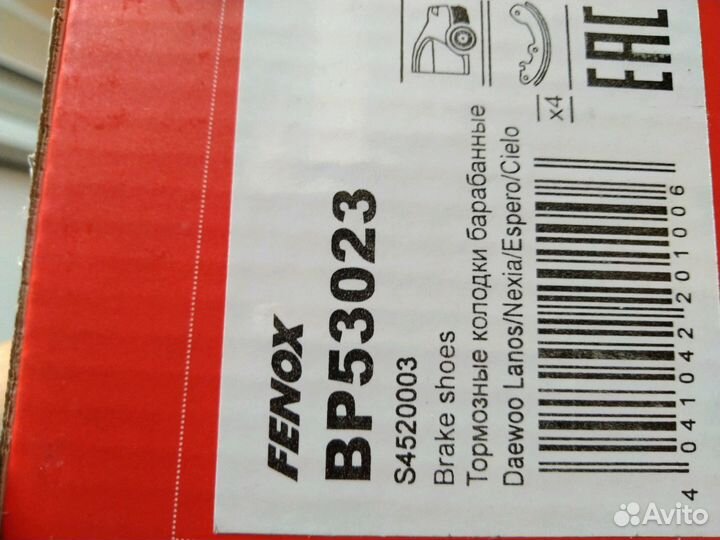 FENOX
BP53023
S4520003
Brake shoes
Тормозные колодки барабанные
Daewoo Lanos/Nexia/Espero/Cielo
x4
EAC
4 041042 201006
Avito